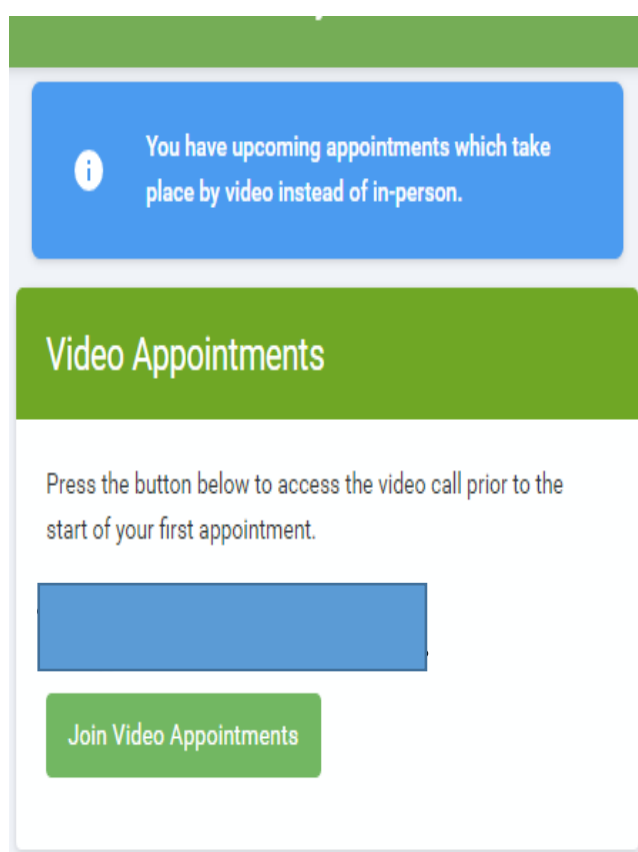 You have upcoming appointments which take
place by video instead of in-person.
Video Appointments
Press the button below to access the video call prior to the
start of your first appointment.
Join Video Appointments